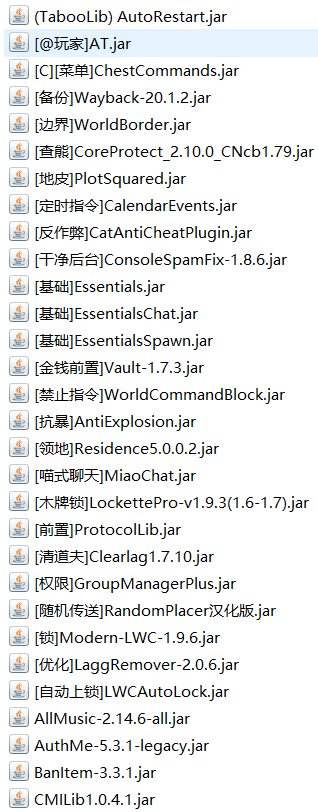 (TabooLib) AutoRestart.jar
[@玩家]AT.jar
[C][菜单]ChestCommands.jar
[备份]Wayback-20.1.2.jar
[边界]WorldBorder.jar
[查熊]CoreProtect_2.10.0_CNcb1.79.jar
[地皮]PlotSquared.jar
[定时指令]CalendarEvents.jar
[反作弊]CatAntiCheatPlugin.jar
[干净后台]ConsoleSpamFix-1.8.6.jar
[基础]Essentials.jar
[基础]EssentialsChat.jar
[基础]EssentialsSpawn.jar
[金钱前置]Vault-1.7.3.jar
[禁止指令]WorldCommandBlock.jar
[抗暴]AntiExplosion.jar
[领地]Residence5.0.0.2.jar
[喵式聊天]MiaoChat.jar
[木牌锁]LockettePro-v1.9.3(1.6-1.7).jar
[前置]ProtocolLib.jar
[清道夫]Clearlag1.7.10.jar
[权限]GroupManagerPlus.jar
[随机传送]RandomPlacer汉化版.jar
[锁]Modern-LWC-1.9.6.jar
[优化]LaggRemover-2.0.6.jar
[自动上锁]LWCAutoLock.jar
AllMusic-2.14.6-all.jar
AuthMe-5.3.1-legacy.jar
BanItem-3.3.1.jar
CMILib1.0.4.1.jar